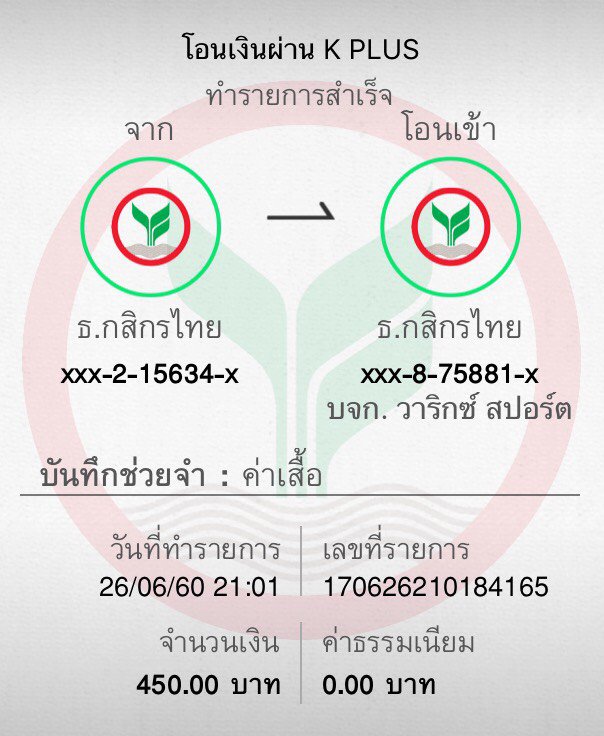 โอนเงินผ่าน K PLUS
ทำรายการสำเร็จ
จาก
โอนเข้า
ธ.กสิกรไทย
ธ.กสิกรไทย
xxx-2-15634-x
xxx-8-75881-x
บจก. วาริกซ์ สปอร์ต
บันทึกช่วยจำ : ค่าเสื้อ
วันที่ทำรายการ
เลขที่รายการ
26/06/60 21:01
170626210184165
จำนวนเงิน
ค่าธรรมเนียม
450.00 บาท
0.00 บาท